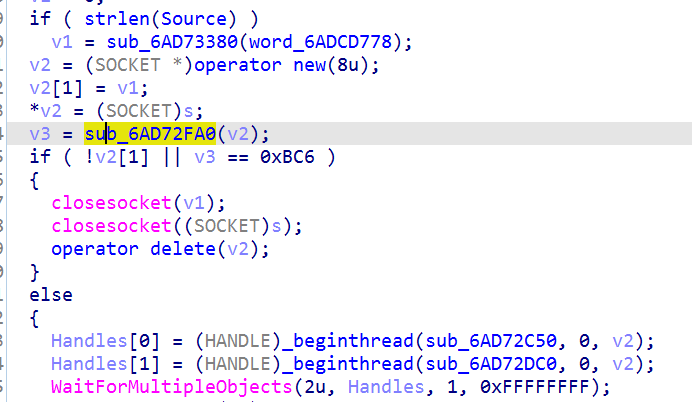 if ( strlen(Source) )
v1 = sub_6AD73380(word_6ADCD778);
v2 = (SOCKET *)operator new(8u);
v2[1] = v1;
*v2 = (SOCKET)s;
v3 = sub_6AD72FA0(v2);
if ( !v2[1] || v3 == 0xBC6 )
{
closesocket(v1);
closesocket((SOCKET)s);
operator delete(v2);
}
else
{
Handles[0] = (HANDLE)_beginthread(sub_6AD72C50, 0, v2);
Handles[1] = (HANDLE)_beginthread(sub_6AD72DC0, 0, v2);
WaitForMultipleObjects(2u, Handles, 1, 0xFFFFFFFF);